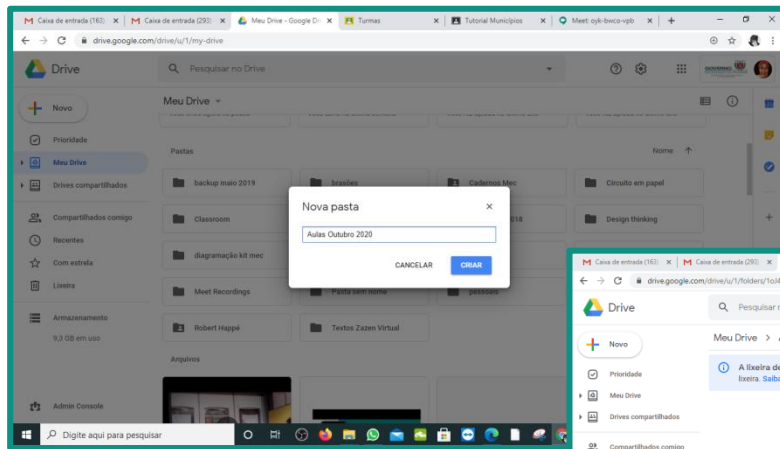 Caixa de entrada (163)
Caixa de entrada (293)
Meu Drive - Google Dri
Turmas
Tutorial Municípios
Meet: oyk-bwco-vpb
drive.google.com/drive/u/1/my-drive
Drive
Pesquisar no Drive
Novo
Meu Drive
Prioridade
Meu Drive
Drives compartilhados
Compartilhados comigo
Recentes
Com estrela
Lixeira
Armazenamento
9,3 GB em uso
Admin Console
Pastas
Nome
backup maio 2019
brasões
Cadernos Mec
Circuito em papel
Classroom
018
Design thinking
diagramação kit mec
Meet Recordings
Pasta sem nome
pessoais
Robert Happé
Textos Zazen Virtual
Arquivos
Nova pasta
Aulas Outubro 2020
CANCELAR
CRIAR
Digite aqui para pesquisar
Caixa de entrada (163)
Caixa de entrada (293)
drive.google.com/drive/u/1/folders/1oJ4
Drive
Pesquisar
Novo
Meu Drive
A lixeira de
lixeira. Saiba
Prioridade
Meu Drive
Drives compartilhados
Compartilhados comigo